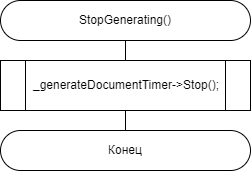 StopGenerating()
_generateDocumentTimer->Stop();
Конец